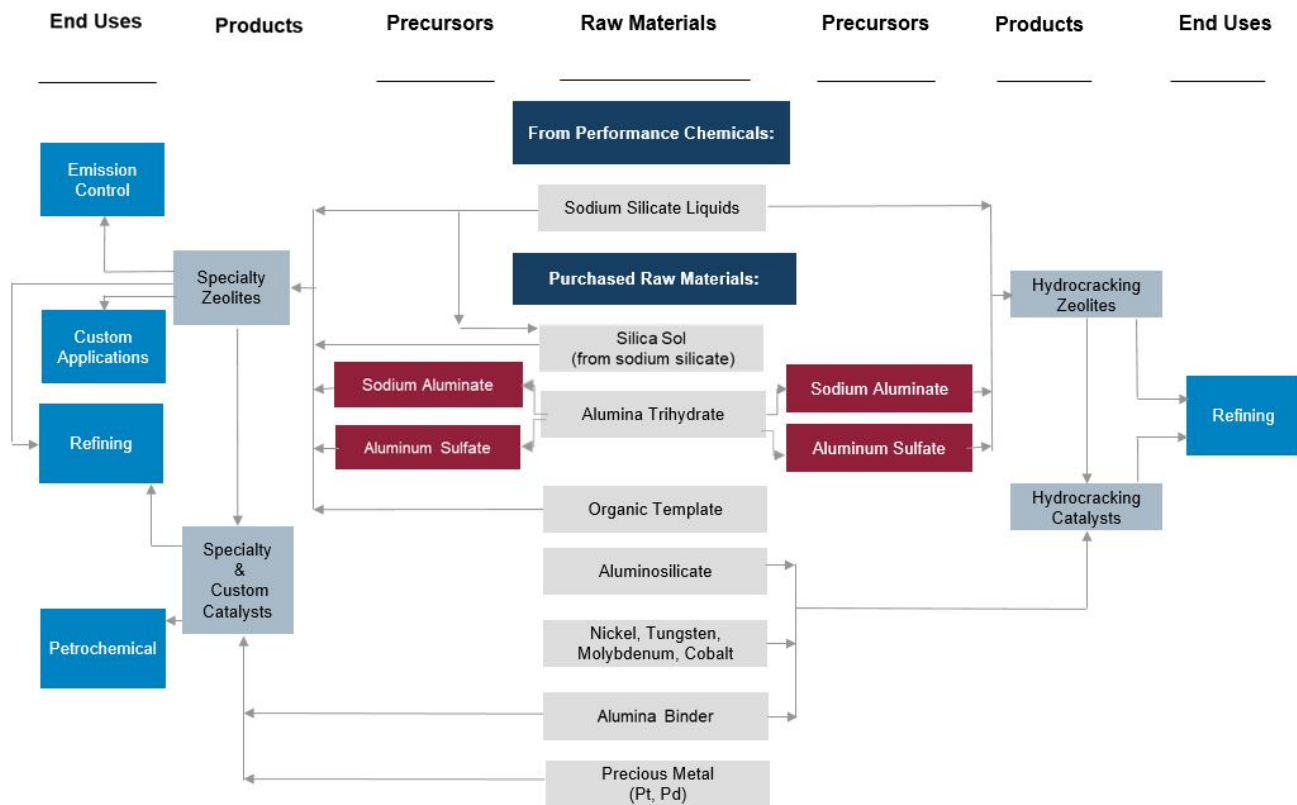 End Uses
Products
Precursors
Raw Materials
Precursors
Products
End Uses
From Performance Chemicals:
Emission
Control
Sodium Silicate Liquids
Specialty
Zeolites
Purchased Raw Materials:
Hydrocracking
Zeolites
Custom
Applications
Silica Sol
(from sodium silicate)
Sodium Aluminate
Sodium Aluminate
Alumina Trihydrate
Refining
Refining
Aluminum Sulfate
Aluminum Sulfate
Organic Template
Hydrocracking
Catalysts
Specialty
&
Custom
Catalysts
Aluminosilicate
Petrochemical
Nickel, Tungsten,
Molybdenum, Cobalt
Alumina Binder
Precious Metal
(Pt, Pd)